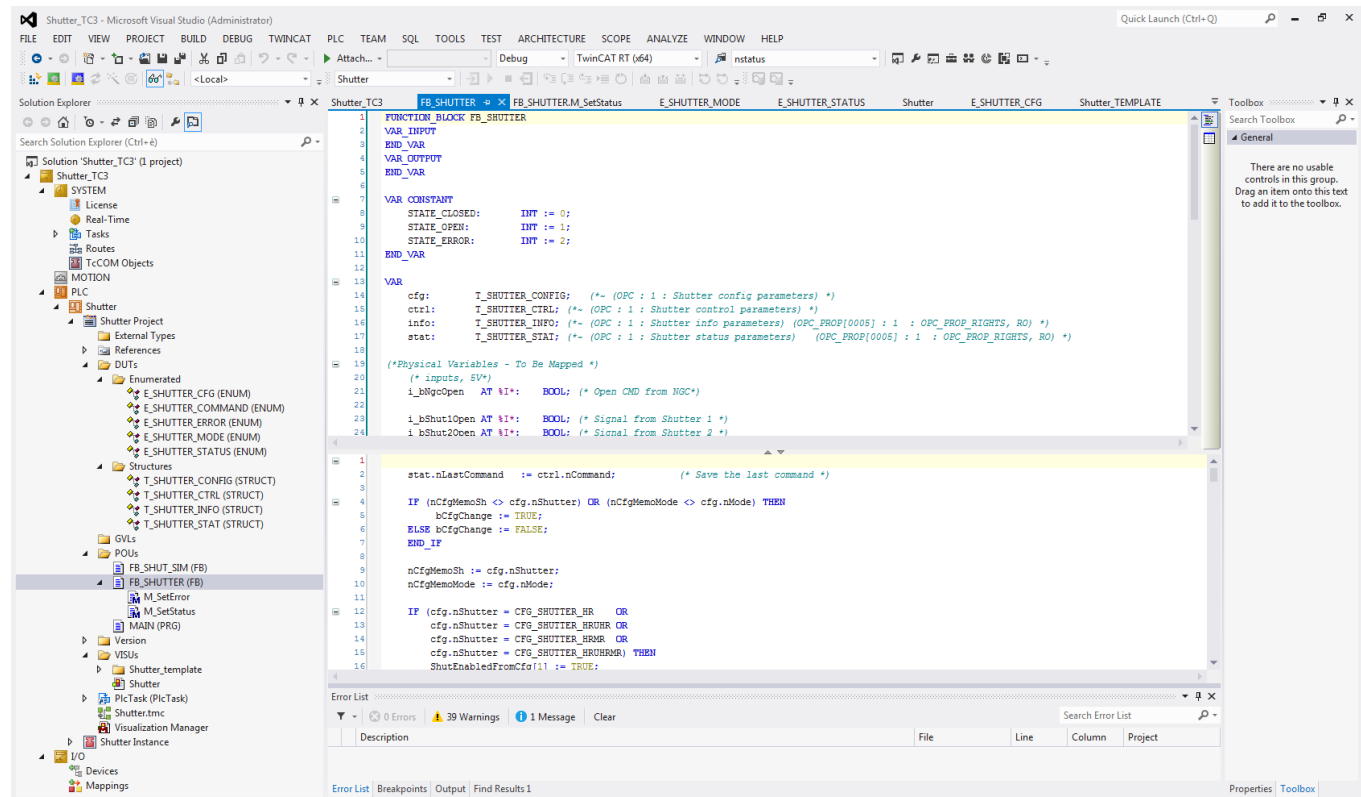 Shutter_TC3 - Microsoft Visual Studio (Administrator)
Quick Launch (Ctrl+Q)
FILE EDIT VIEW PROJECT BUILD DEBUG TWINCAT PLC TEAM SQL TOOLS TEST ARCHITECTURE SCOPE ANALYZE WINDOW HELP
Attach... Debug TwinCAT RT (x64) nstatus
<Local> Shutter
Solution Explorer
Search Solution Explorer (Ctrl+è)
Solution 'Shutter_TC3' (1 project)
Shutter_TC3
SYSTEM
License
Real-Time
Tasks
Routes
TcCOM Objects
MOTION
PLC
Shutter
Shutter Project
External Types
References
DUTs
Enumerated
E_SHUTTER_CFG (ENUM)
E_SHUTTER_COMMAND (ENUM)
E_SHUTTER_ERROR (ENUM)
E_SHUTTER_MODE (ENUM)
E_SHUTTER_STATUS (ENUM)
Structures
T_SHUTTER_CONFIG (STRUCT)
T_SHUTTER_CTRL (STRUCT)
T_SHUTTER_INFO (STRUCT)
T_SHUTTER_STAT (STRUCT)
GVLs
POUs
FB_SHUT_SIM (FB)
FB_SHUTTER (FB)
M_SetError
M_SetStatus
MAIN (PRG)
Version
VISUs
Shutter_template
Shutter
PlcTask (PlcTask)
Shutter.tmc
Visualization Manager
Shutter Instance
I/O
Devices
Mappings
Shutter_TC3 FB_SHUTTER FB_SHUTTER.M_SetStatus E_SHUTTER_MODE E_SHUTTER_STATUS Shutter E_SHUTTER_CFG Shutter_TEMPLATE
1 FUNCTION_BLOCK FB_SHUTTER
2 VAR_INPUT
3 END_VAR
4 VAR_OUTPUT
5 END_VAR
6
7 VAR CONSTANT
8 STATE_CLOSED: INT := 0;
9 STATE_OPEN: INT := 1;
10 STATE_ERROR: INT := 2;
11 END_VAR
12
13 VAR
14 cfg: T_SHUTTER_CONFIG; (*~ (OPC : 1 : Shutter config parameters) *)
15 ctrl: T_SHUTTER_CTRL; (*~ (OPC : 1 : Shutter control parameters) *)
16 info: T_SHUTTER_INFO; (*~ (OPC : 1 : Shutter info parameters) (OPC_PROP[0005] : 1 : OPC_PROP_RIGHTS, RO) *)
17 stat: T_SHUTTER_STAT; (*~ (OPC : 1 : Shutter status parameters) (OPC_PROP[0005] : 1 : OPC_PROP_RIGHTS, RO) *)
18
19 (*Physical Variables - To Be Mapped *)
20 (* inputs, 5V*)
21 i_bNgcOpen AT %I*: BOOL; (* Open CMD from NGC*)
22
23 i_bShut1Open AT %I*: BOOL; (* Signal from Shutter 1 *)
24 i_bShut2Open AT %I*: BOOL; (* Signal from Shutter 2 *)
1
2 stat.nLastCommand := ctrl.nCommand; (* Save the last command *)
3
4 IF (nCfgMemoSh <> cfg.nShutter) OR (nCfgMemoMode <> cfg.nMode) THEN
5 bCfgChange := TRUE;
6 ELSE bCfgChange := FALSE;
7 END_IF
8
9 nCfgMemoSh := cfg.nShutter;
10 nCfgMemoMode := cfg.nMode;
11
12 IF (cfg.nShutter = CFG_SHUTTER_HR OR
13 cfg.nShutter = CFG_SHUTTER_HRUHR OR
14 cfg.nShutter = CFG_SHUTTER_HRMR OR
15 cfg.nShutter = CFG_SHUTTER_HRUHRMR) THEN
16 ShutEnabledFromCfg[1] := TRUE;
Error List
0 Errors 39 Warnings 1 Message Clear
Search Error List
Description File Line Column Project
Error List Breakpoints Output Find Results 1
Toolbox
Search Toolbox
General
There are no usable
controls in this group.
Drag an item onto this text
to add it to the toolbox.
Properties Toolbox